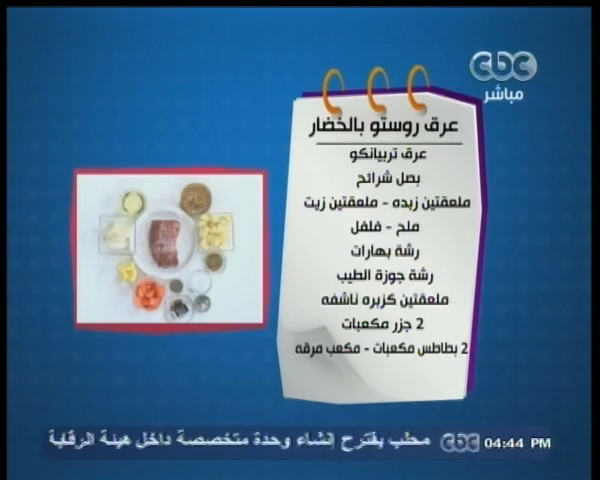 cbc
مباشر
عرق روستو بالخضار
عرق تربيانكو
بصل شرائح
ملعقتين زبده - ملعقتين زيت
ملح - فلفل
رشة بهارات
رشة جوزة الطيب
ملعقتين كزبره ناشفه
2 جزر مكعبات
2 بطاطس مكعبات - مكعب مرقه
محلب يقترح إنشاء وحدة متخصصة داخل هيئة الرقابة
cbc 04:44 PM